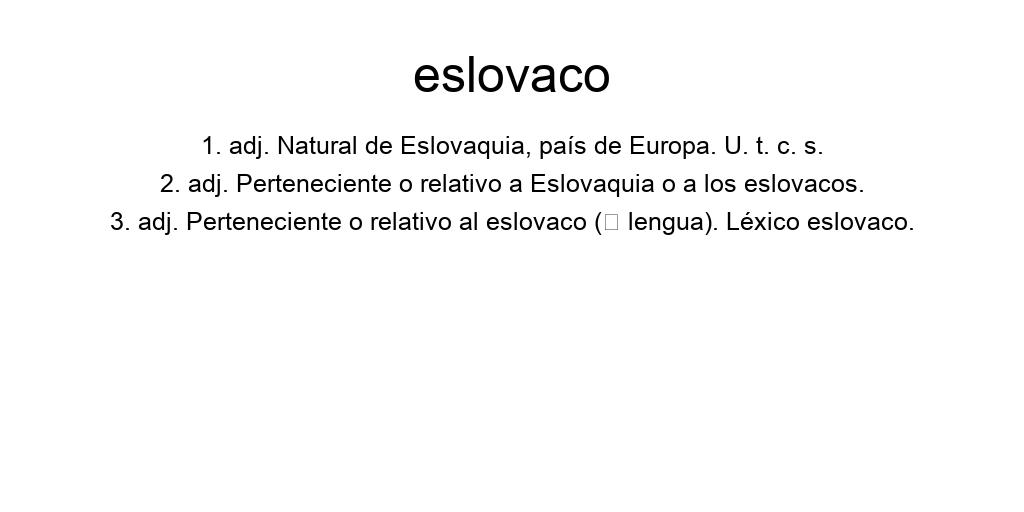 eslovaco
1. adj. Natural de Eslovaquia, país de Europa. U. t. c. s.
2. adj. Perteneciente o relativo a Eslovaquia o a los eslovacos.
3. adj. Perteneciente o relativo al eslovaco (□ lengua). Léxico eslovaco.